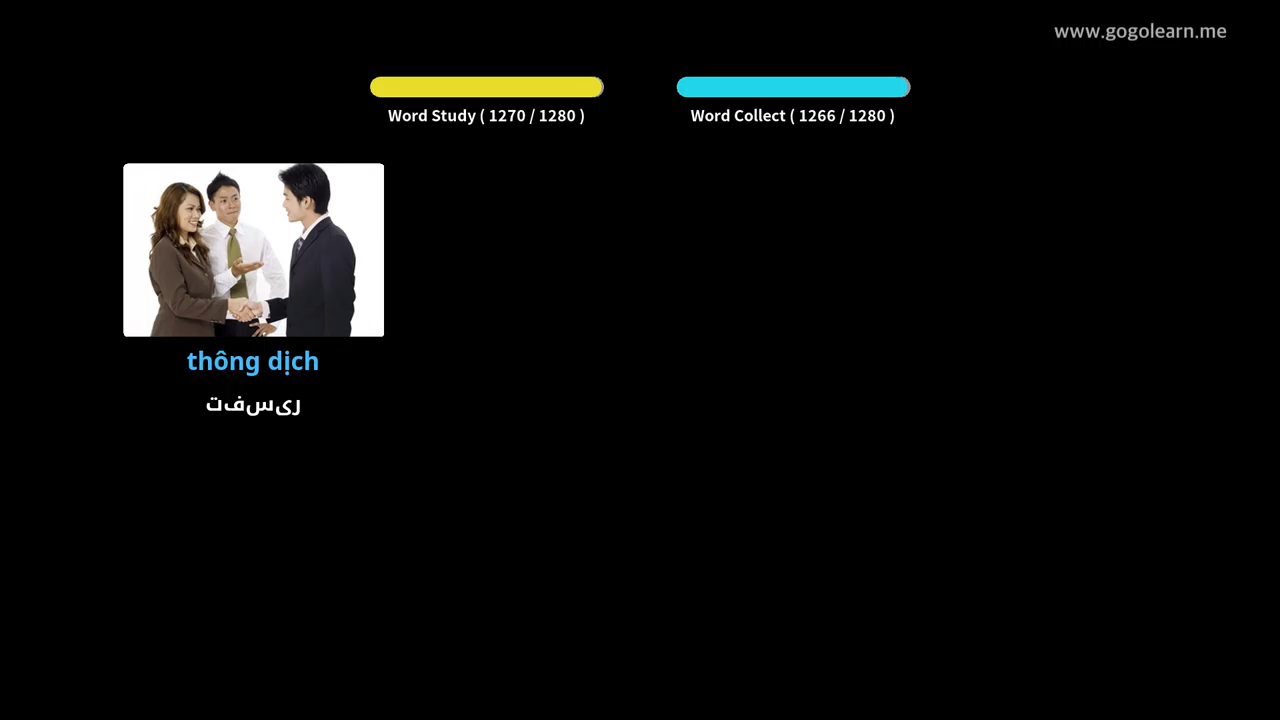 www.gogolearn.me
Word Study ( 1270 / 1280 )
Word Collect ( 1266 / 1280 )
thông dịch
ریسفت